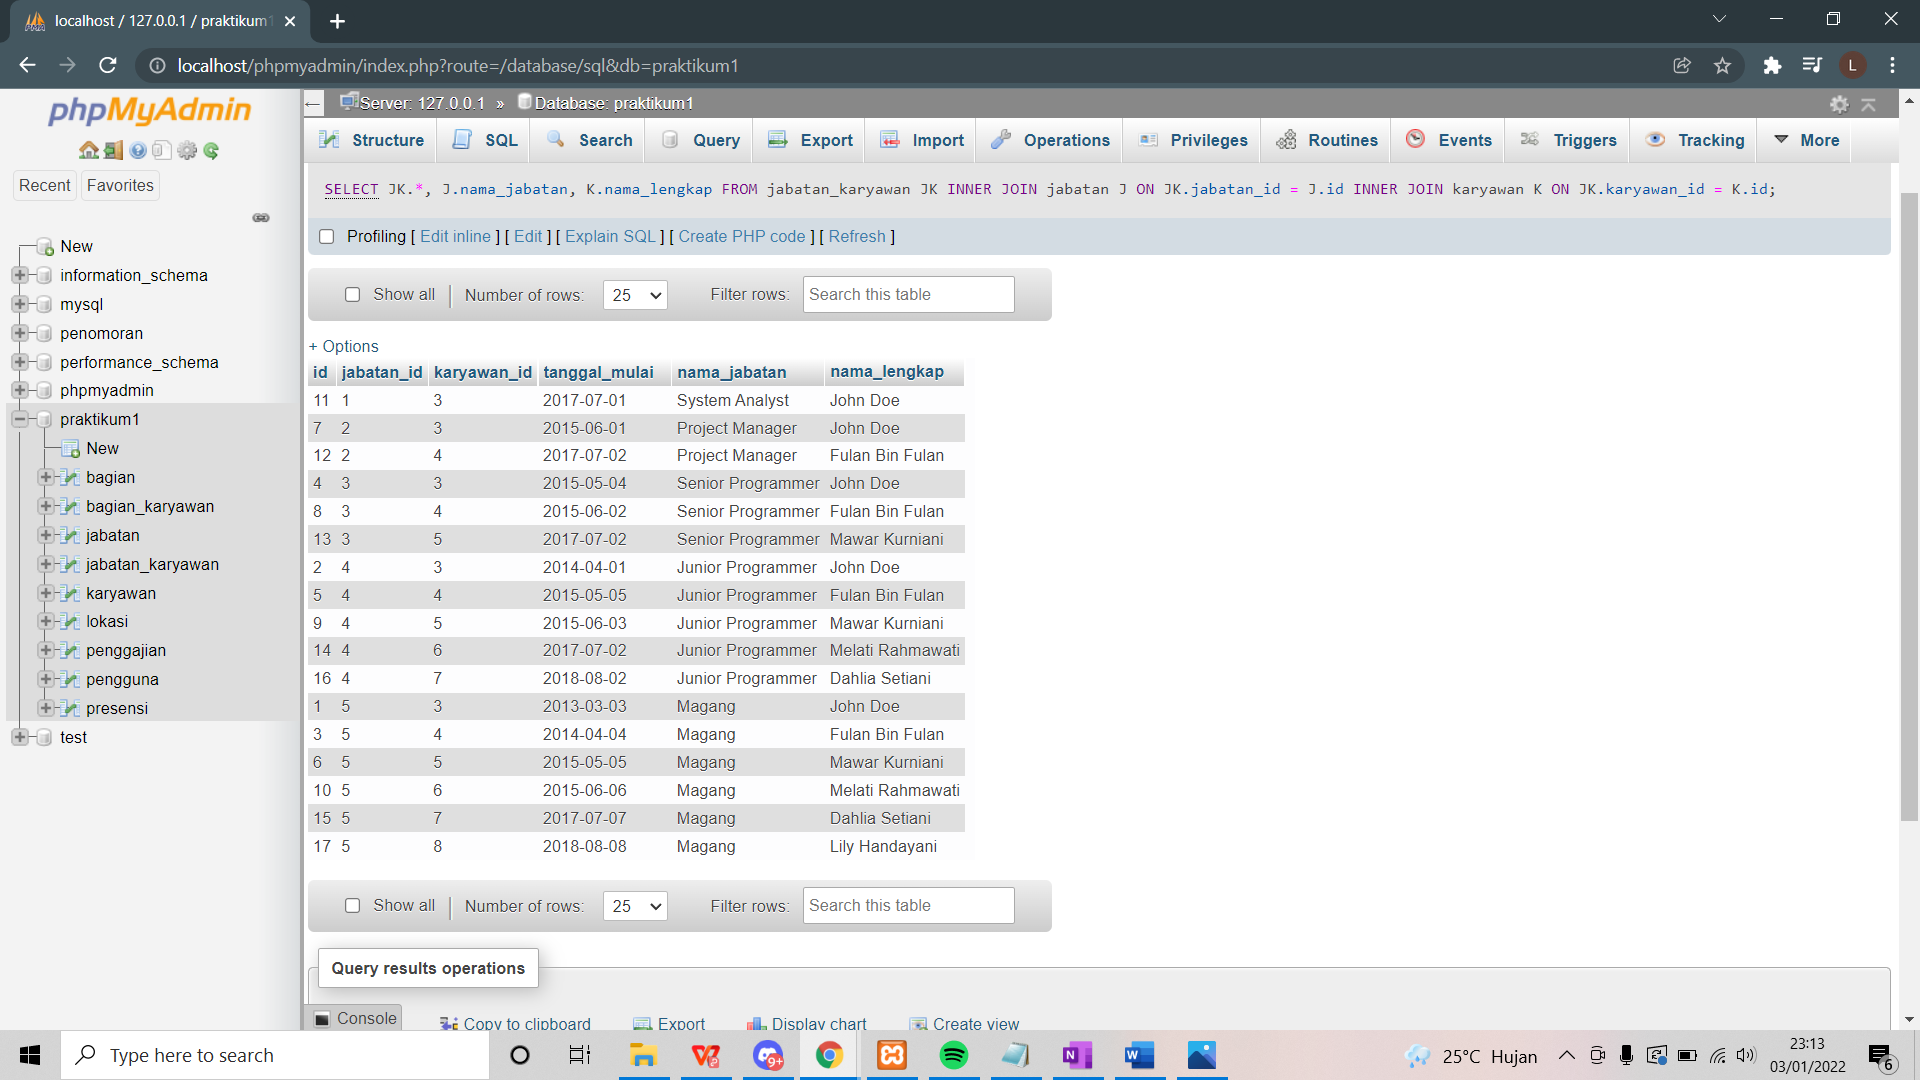 localhost / 127.0.0.1 / praktikum1
localhost/phpmyadmin/index.php?route=/database/sql&db=praktikum1
L
phpMyAdmin
Recent Favorites
New
information_schema
mysql
penomoran
performance_schema
phpmyadmin
praktikum1
New
bagian
bagian_karyawan
jabatan
jabatan_karyawan
karyawan
lokasi
penggajian
pengguna
presensi
test
Server: 127.0.0.1 » Database: praktikum1
Structure SQL Search Query Export Import Operations Privileges Routines Events Triggers Tracking More
SELECT JK.*, J.nama_jabatan, K.nama_lengkap FROM jabatan_karyawan JK INNER JOIN jabatan J ON JK.jabatan_id = J.id INNER JOIN karyawan K ON JK.karyawan_id = K.id;
Profiling [ Edit inline ] [ Edit ] [ Explain SQL ] [ Create PHP code ] [ Refresh ]
Show all Number of rows: 25 Filter rows: Search this table
+ Options
id jabatan_id karyawan_id tanggal_mulai nama_jabatan nama_lengkap
11 1 3 2017-07-01 System Analyst John Doe
7 2 3 2015-06-01 Project Manager John Doe
12 2 4 2017-07-02 Project Manager Fulan Bin Fulan
4 3 3 2015-05-04 Senior Programmer John Doe
8 3 4 2015-06-02 Senior Programmer Fulan Bin Fulan
13 3 5 2017-07-02 Senior Programmer Mawar Kurniani
2 4 3 2014-04-01 Junior Programmer John Doe
5 4 4 2015-05-05 Junior Programmer Fulan Bin Fulan
9 4 5 2015-06-03 Junior Programmer Mawar Kurniani
14 4 6 2017-07-02 Junior Programmer Melati Rahmawati
16 4 7 2018-08-02 Junior Programmer Dahlia Setiani
1 5 3 2013-03-03 Magang John Doe
3 5 4 2014-04-04 Magang Fulan Bin Fulan
6 5 5 2015-05-05 Magang Mawar Kurniani
10 5 6 2015-06-06 Magang Melati Rahmawati
15 5 7 2017-07-07 Magang Dahlia Setiani
17 5 8 2018-08-08 Magang Lily Handayani
Show all Number of rows: 25 Filter rows: Search this table
Query results operations
Console Copy to clipboard Export Display chart Create view
Type here to search
9+
25°C Hujan
23:13
03/01/2022
6